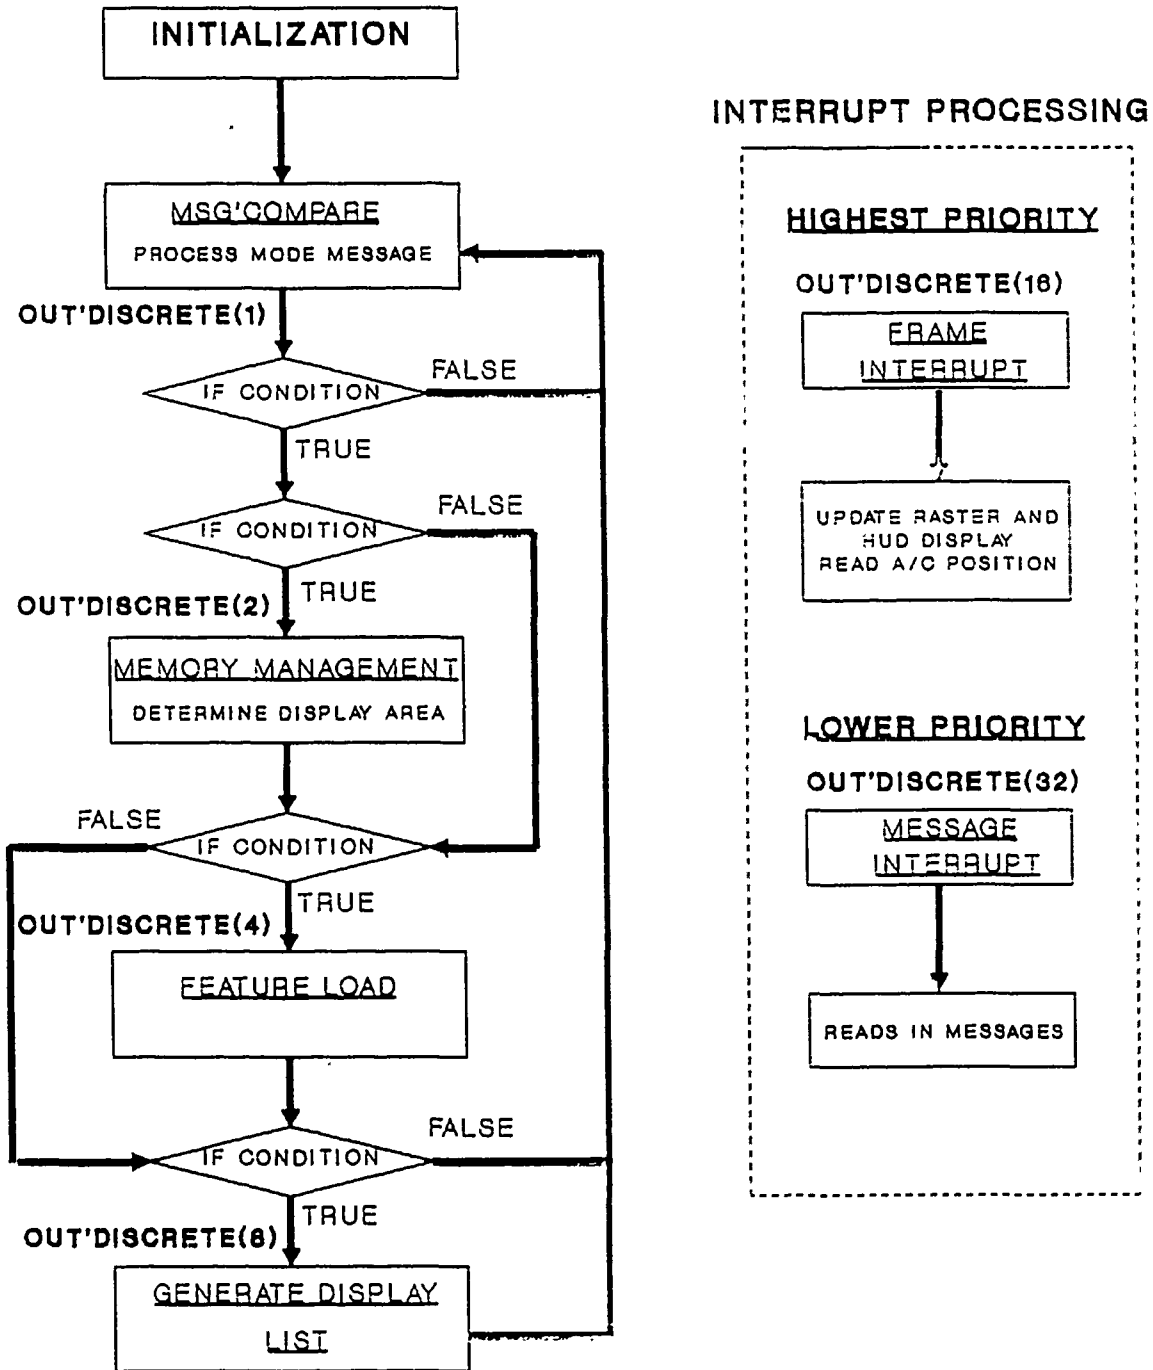 INITIALIZATION
MSG'COMPARE
PROCESS MODE MESSAGE
OUT'DISCRETE(1)
IF CONDITION
FALSE
TRUE
IF CONDITION
FALSE
TRUE
OUT'DISCRETE(2)
MEMORY MANAGEMENT
DETERMINE DISPLAY AREA
FALSE
IF CONDITION
TRUE
OUT'DISCRETE(4)
FEATURE LOAD
IF CONDITION
FALSE
TRUE
OUT'DISCRETE(8)
GENERATE DISPLAY
LIST
INTERRUPT PROCESSING
HIGHEST PRIORITY
OUT'DISCRETE(16)
FRAME
INTERRUPT
UPDATE RASTER AND
HUD DISPLAY
READ A/C POSITION
LOWER PRIORITY
OUT'DISCRETE(32)
MESSAGE
INTERRUPT
READS IN MESSAGES